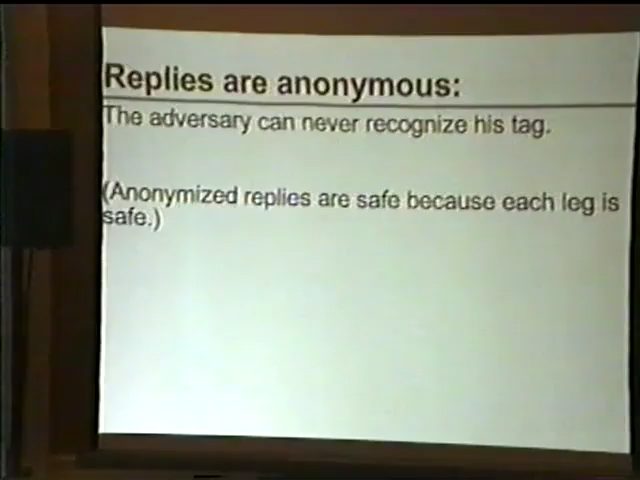 Replies are anonymous:
The adversary can never recognize his tag.
(Anonymized replies are safe because each leg is
safe.)